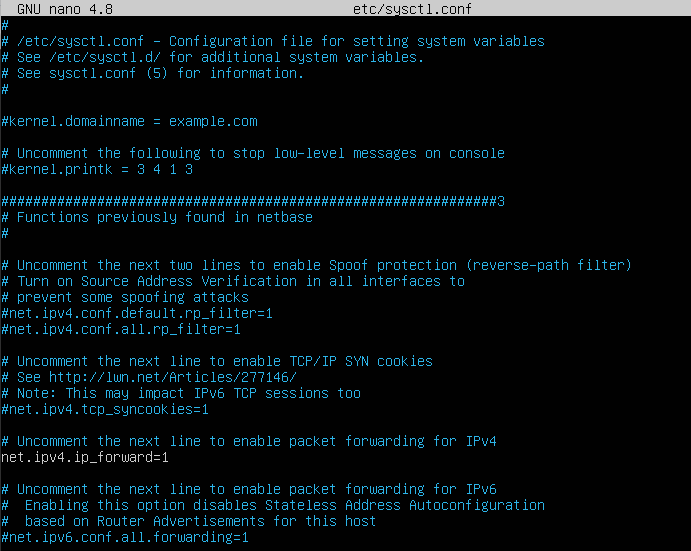 GNU nano 4.8 etc/sysctl.conf
#
# /etc/sysctl.conf - Configuration file for setting system variables
# See /etc/sysctl.d/ for additional system variables.
# See sysctl.conf (5) for information.
#
#kernel.domainname = example.com
# Uncomment the following to stop low-level messages on console
#kernel.printk = 3 4 1 3
##############################################################3
# Functions previously found in netbase
#
# Uncomment the next two lines to enable Spoof protection (reverse-path filter)
# Turn on Source Address Verification in all interfaces to
# prevent some spoofing attacks
#net.ipv4.conf.default.rp_filter=1
#net.ipv4.conf.all.rp_filter=1
# Uncomment the next line to enable TCP/IP SYN cookies
# See http://lwn.net/Articles/277146/
# Note: This may impact IPv6 TCP sessions too
#net.ipv4.tcp_syncookies=1
# Uncomment the next line to enable packet forwarding for IPv4
net.ipv4.ip_forward=1
# Uncomment the next line to enable packet forwarding for IPv6
#  Enabling this option disables Stateless Address Autoconfiguration
#  based on Router Advertisements for this host
#net.ipv6.conf.all.forwarding=1